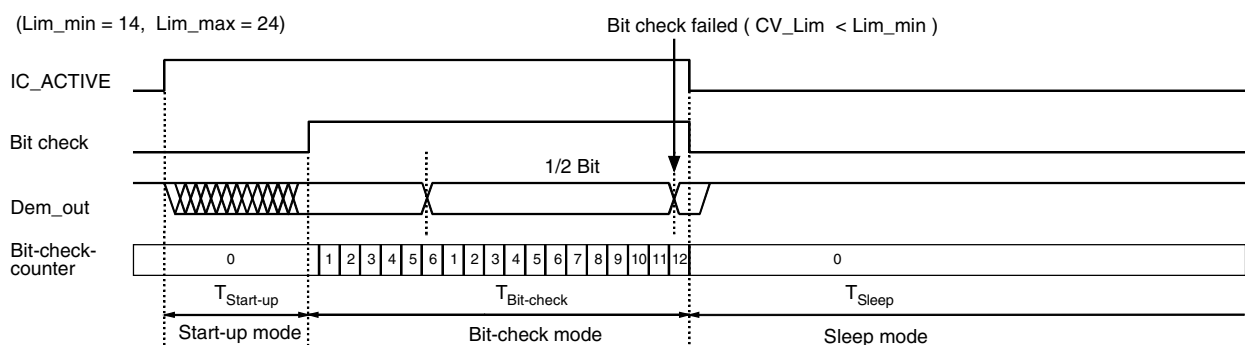 (Lim_min = 14, Lim_max = 24)
Bit check failed ( CV_Lim < Lim_min )
IC_ACTIVE
Bit check
1/2 Bit
Dem_out
Bit-check-
counter
0 1 2 3 4 5 6 1 2 3 4 5 6 7 8 9 10 11 12 0
TStart-up TBit-check TSleep
Start-up mode Bit-check mode Sleep mode